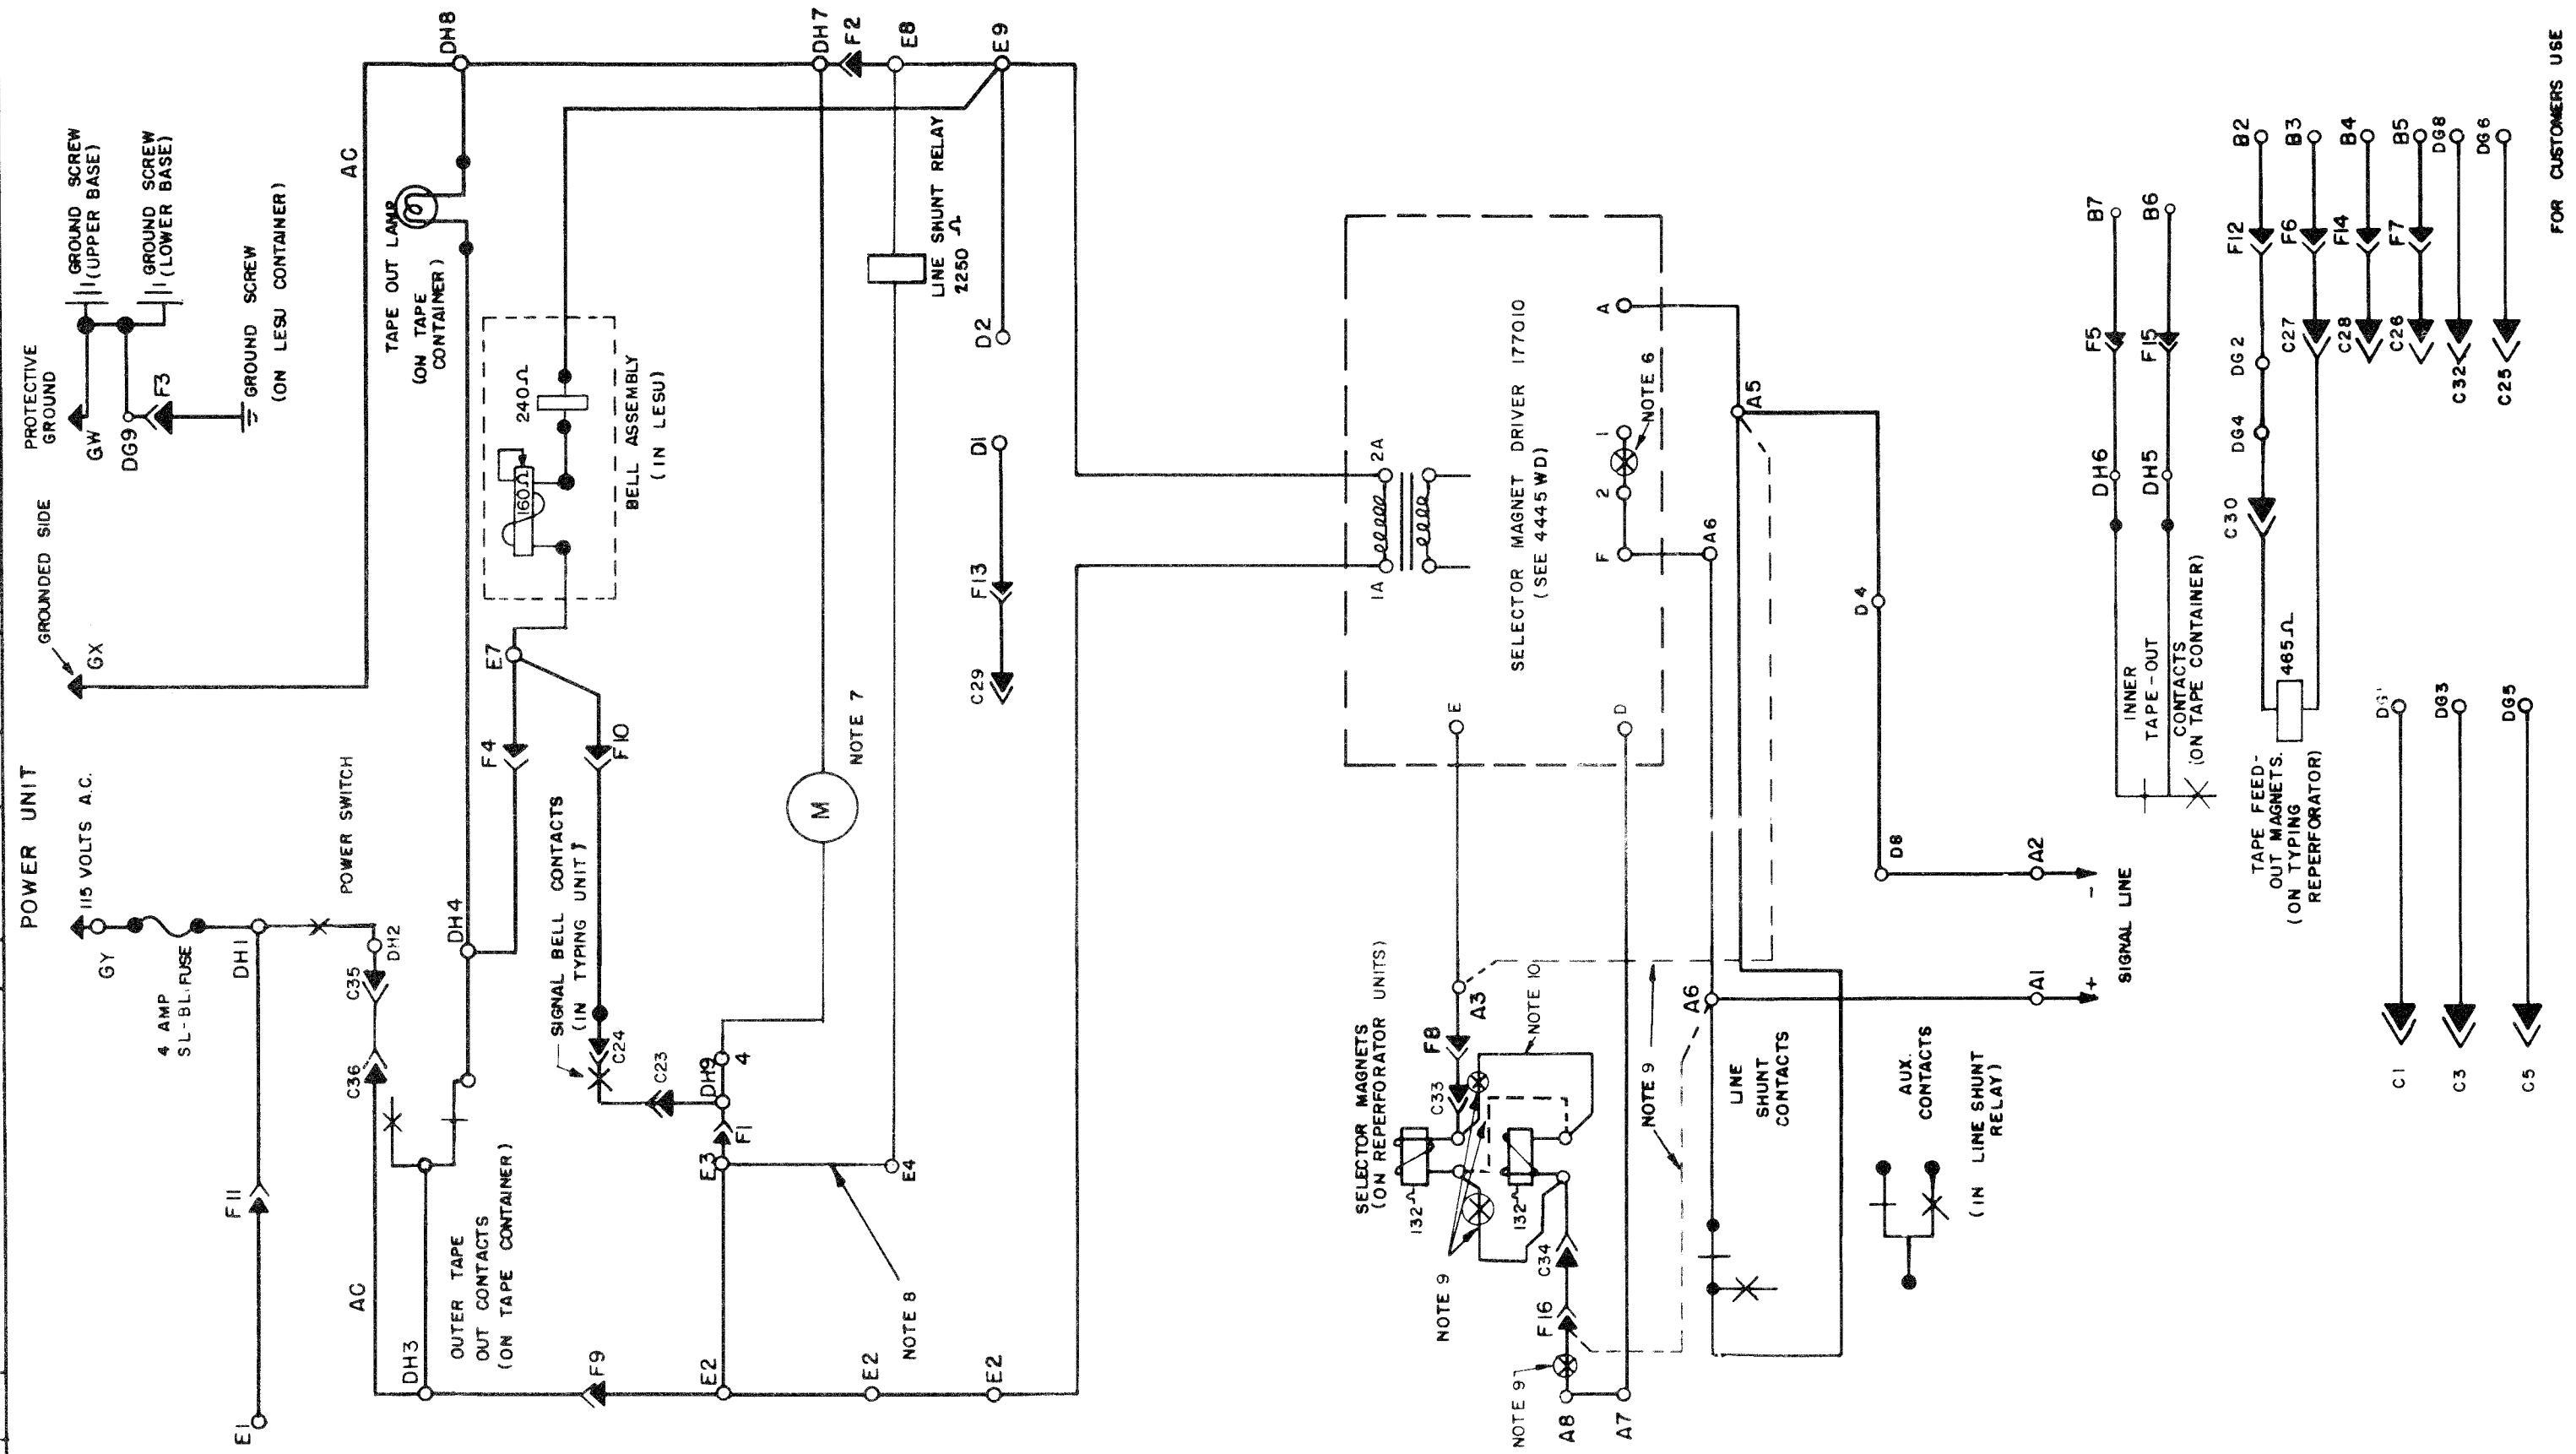 POWER UNIT
GROUNDED SIDE
PROTECTIVE
GROUND
115 VOLTS A.C.
GY
GX
GW
GROUND SCREW
(UPPER BASE)
GROUND SCREW
(LOWER BASE)
DG9
F3
GROUND SCREW
(ON LESU CONTAINER)
4 AMP
SL-BL. FUSE
E1
F11
DH1
POWER SWITCH
DH2
C35
C36
AC
AC
DH8
TAPE OUT LAMP
(ON TAPE
CONTAINER)
DH3
OUTER TAPE
OUT CONTACTS
(ON TAPE CONTAINER)
DH4
F4
E7
F10
160Ω
240Ω
BELL ASSEMBLY
(IN LESU)
SIGNAL BELL CONTACTS
(IN TYPING UNIT)
C24
C23
F9
E2
E3
F1
DH9
4
M
NOTE 7
DH7
F2
E8
LINE SHUNT RELAY
2250 Ω
E4
NOTE 8
E2
E2
E9
D2
D1
F13
C29
1A
2A
SELECTOR MAGNET DRIVER 177010
(SEE 4445WD)
E
D
F
2
1
A
NOTE 6
SELECTOR MAGNETS
(ON REPERFORATOR UNITS)
132Ω
132Ω
C33
F8
A3
NOTE 10
NOTE 9
C34
F16
NOTE 9
A8
A7
NOTE 9
A6
A6
A5
LINE
SHUNT
CONTACTS
AUX.
CONTACTS
(IN LINE SHUNT
RELAY)
D4
D8
A1
A2
+
-
SIGNAL LINE
INNER
TAPE-OUT
CONTACTS
(ON TAPE CONTAINER)
DH6
F5
B7
DH5
F15
B6
TAPE FEED-
OUT MAGNETS.
(ON TYPING
REPERFORATOR)
465Ω
C30
DG4
DG2
F12
B2
C27
F6
B3
C28
F14
B4
C26
F7
B5
C32
DG8
C25
DG6
C1
C3
DG3
C5
DG5
FOR CUSTOMERS USE